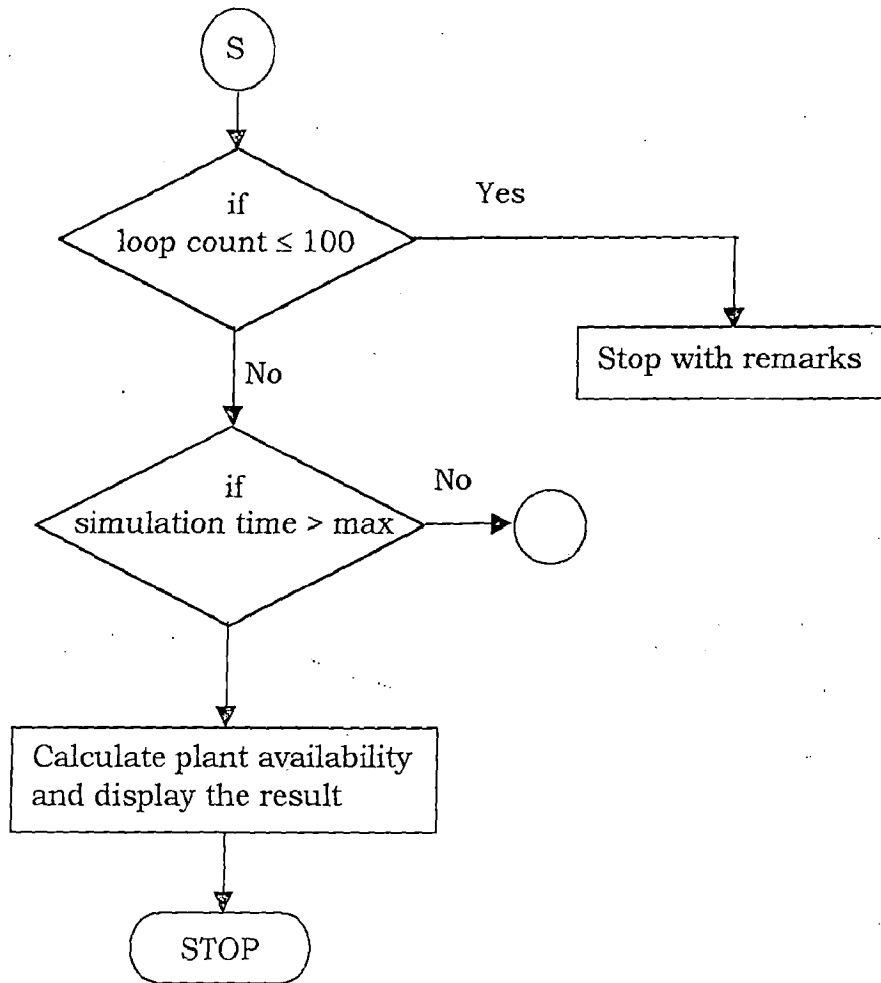 S
if
loop count ≤ 100
Yes
Stop with remarks
No
if
simulation time > max
No
Calculate plant availability
and display the result
STOP